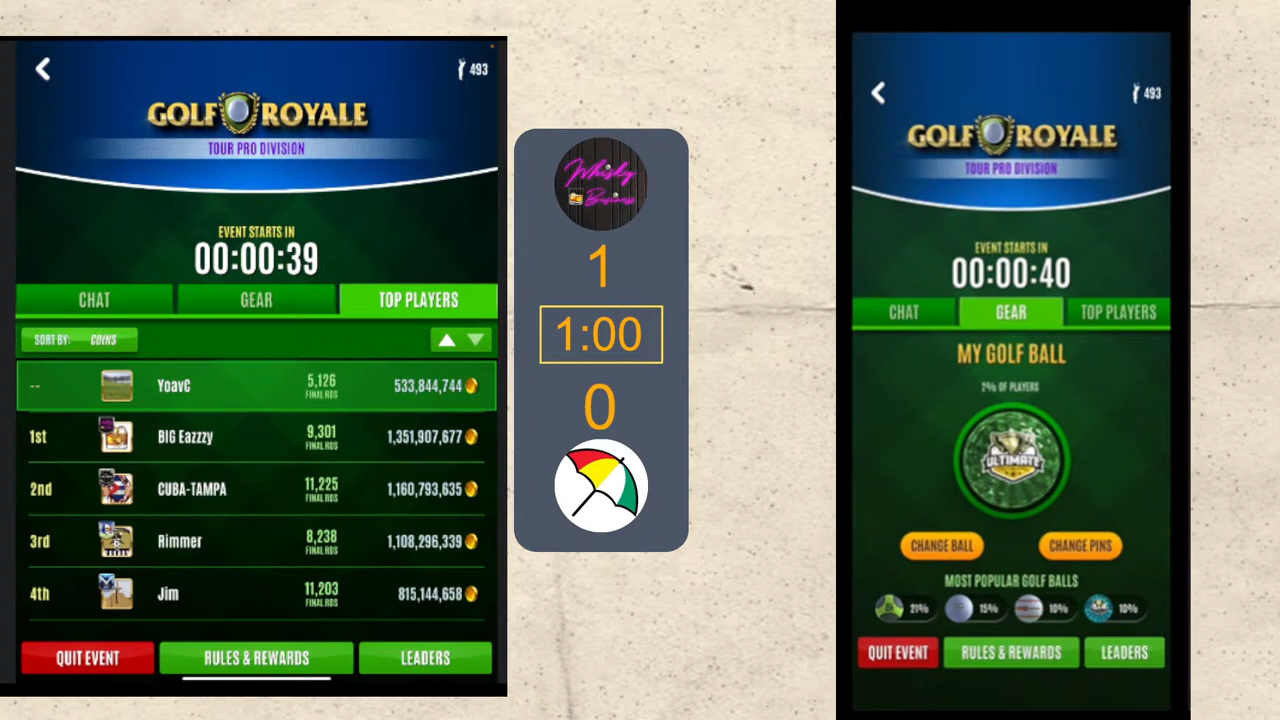 493
GOLF ROYALE
TOUR PRO DIVISION
EVENT STARTS IN
00:00:39
CHAT
GEAR
TOP PLAYERS
SORT BY: COINS
-- YoavC 5,126 FINAL RDS 533,844,744
1st BIG Eazzzy 9,301 FINAL RDS 1,351,907,677
2nd CUBA-TAMPA 11,225 FINAL RDS 1,160,793,635
3rd Rimmer 8,238 FINAL RDS 1,108,296,339
4th Jim 11,203 FINAL RDS 815,144,658
QUIT EVENT
RULES & REWARDS
LEADERS
Whisky
Business
1
1:00
0
493
GOLF ROYALE
TOUR PRO DIVISION
EVENT STARTS IN
00:00:40
CHAT
GEAR
TOP PLAYERS
MY GOLF BALL
2% OF PLAYERS
ULTIMATE
CHANGE BALL
CHANGE PINS
MOST POPULAR GOLF BALLS
21%
15%
10%
10%
QUIT EVENT
RULES & REWARDS
LEADERS